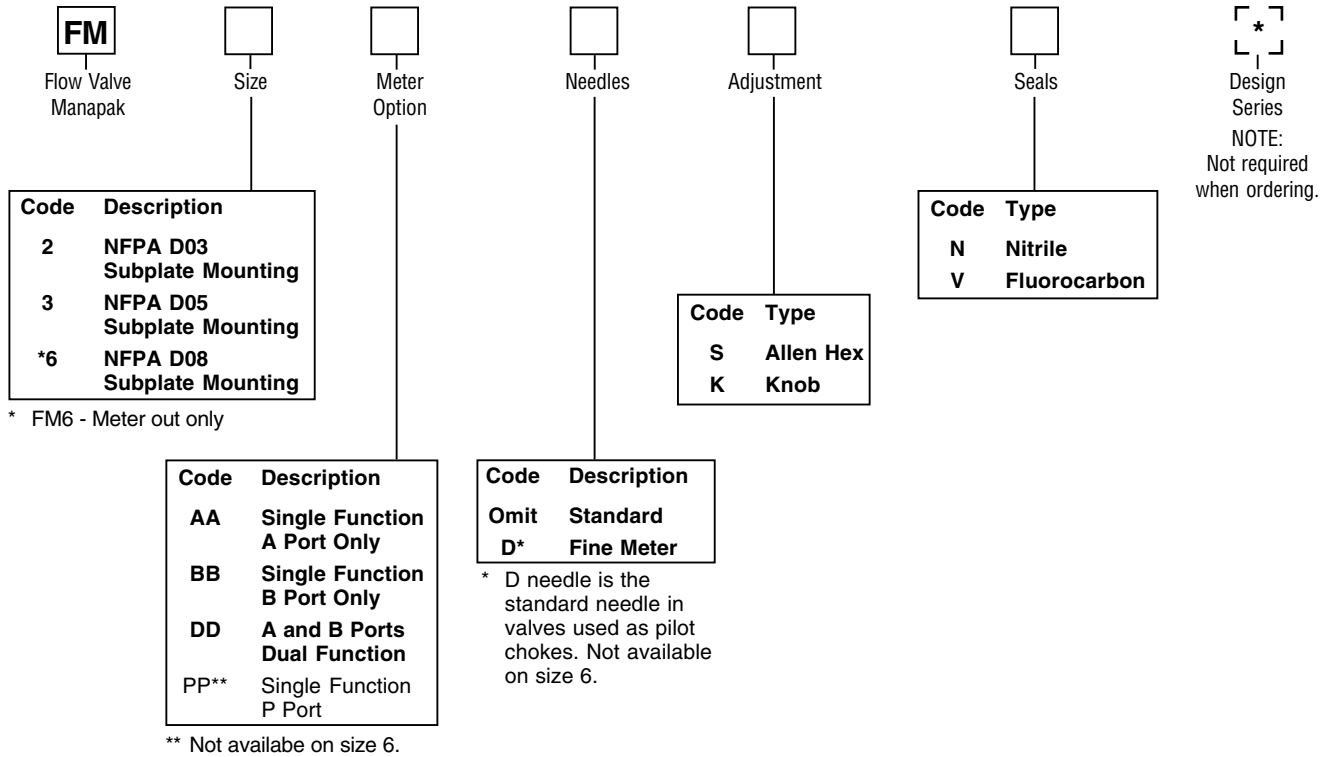 FM
*
Flow Valve
Manapak
Size
Meter
Option
Needles
Adjustment
Seals
Design
Series
NOTE:
Not required
when ordering.
Code Description
2 NFPA D03
Subplate Mounting
3 NFPA D05
Subplate Mounting
*6 NFPA D08
Subplate Mounting
* FM6 - Meter out only
Code Type
N Nitrile
V Fluorocarbon
Code Type
S Allen Hex
K Knob
Code Description
AA Single Function
A Port Only
BB Single Function
B Port Only
DD A and B Ports
Dual Function
PP** Single Function
P Port
** Not availabe on size 6.
Code Description
Omit Standard
D* Fine Meter
* D needle is the
standard needle in
valves used as pilot
chokes. Not available
on size 6.